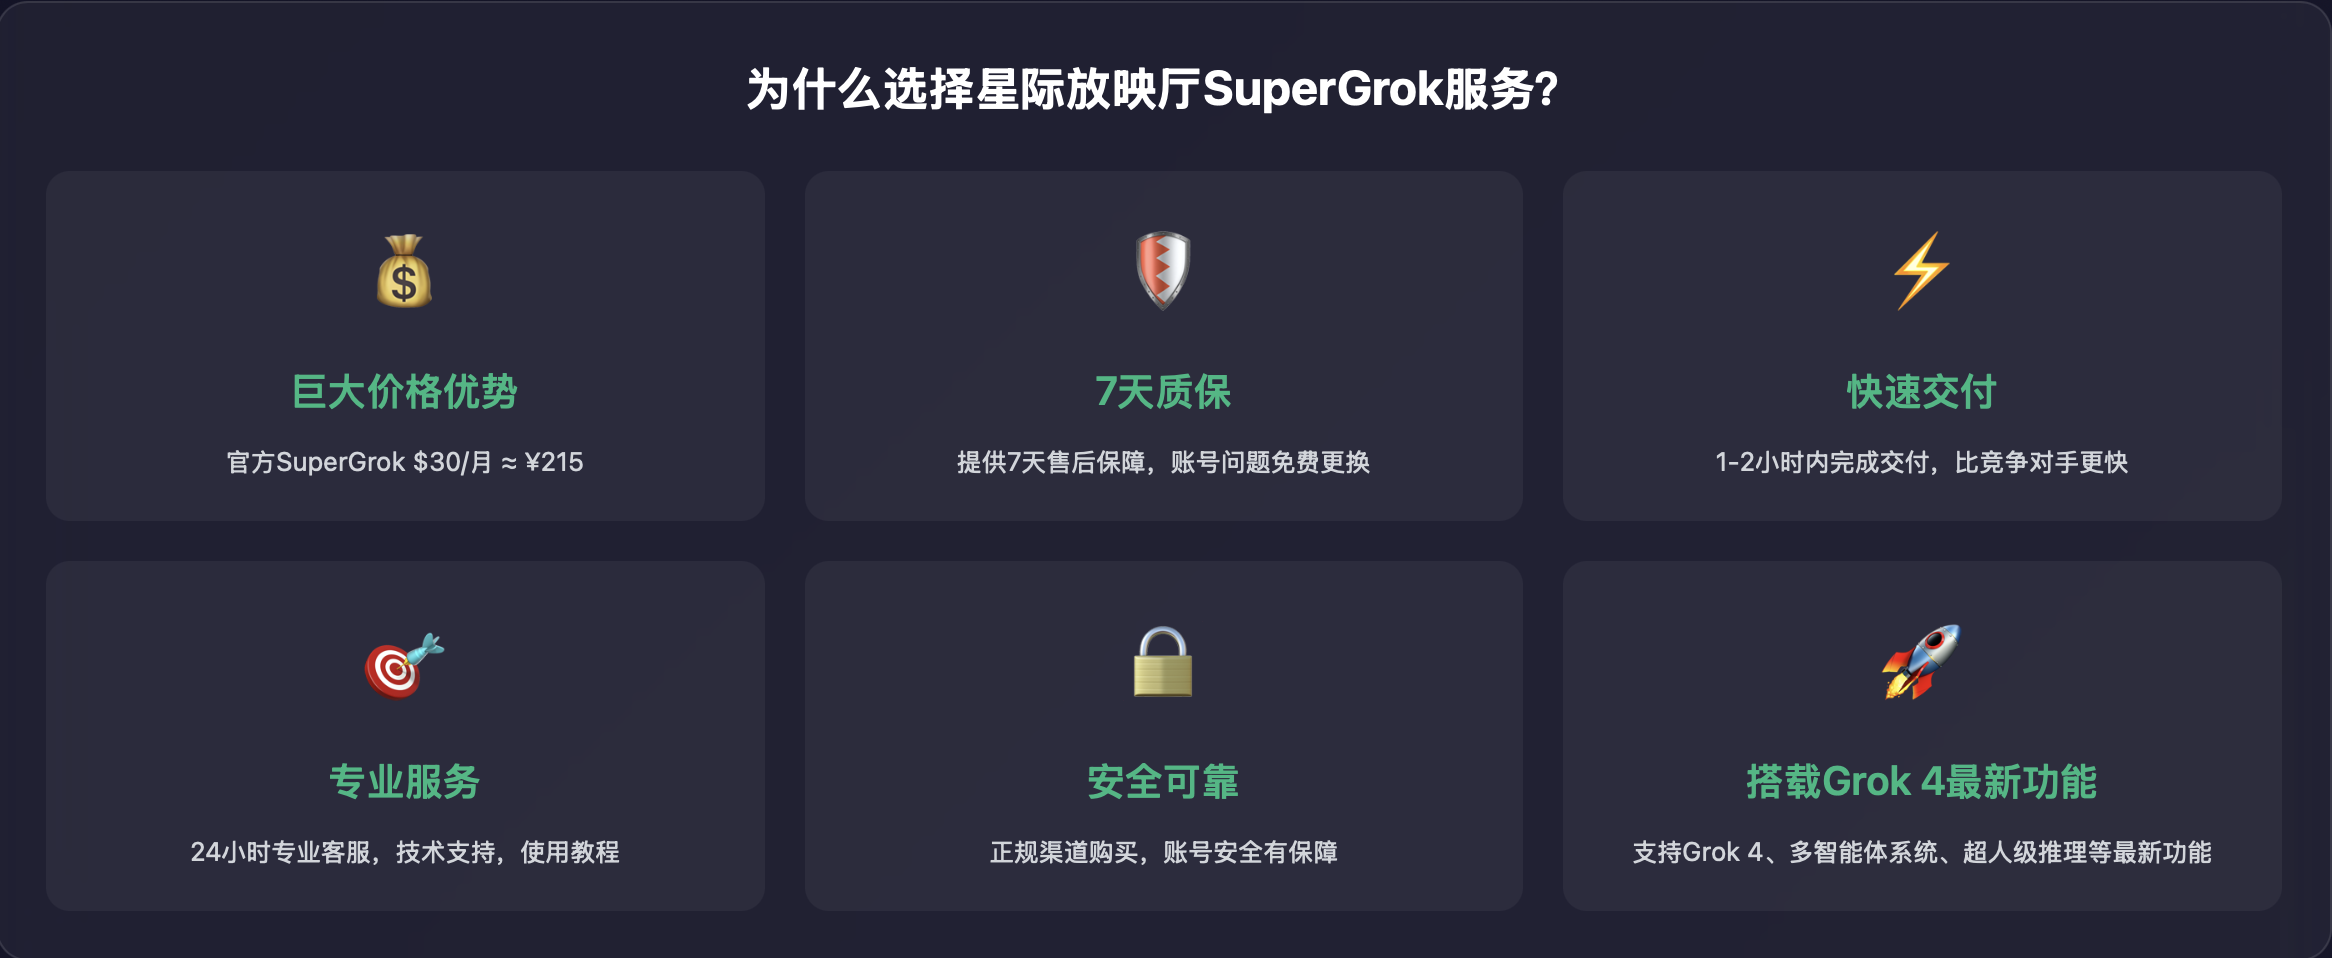 为什么选择星际放映厅SuperGrok服务?
巨大价格优势
官方SuperGrok $30/月 ≈ ¥215
7天质保
提供7天售后保障，账号问题免费更换
快速交付
1-2小时内完成交付，比竞争对手更快
专业服务
24小时专业客服，技术支持，使用教程
安全可靠
正规渠道购买，账号安全有保障
搭载Grok 4最新功能
支持Grok 4、多智能体系统、超人级推理等最新功能